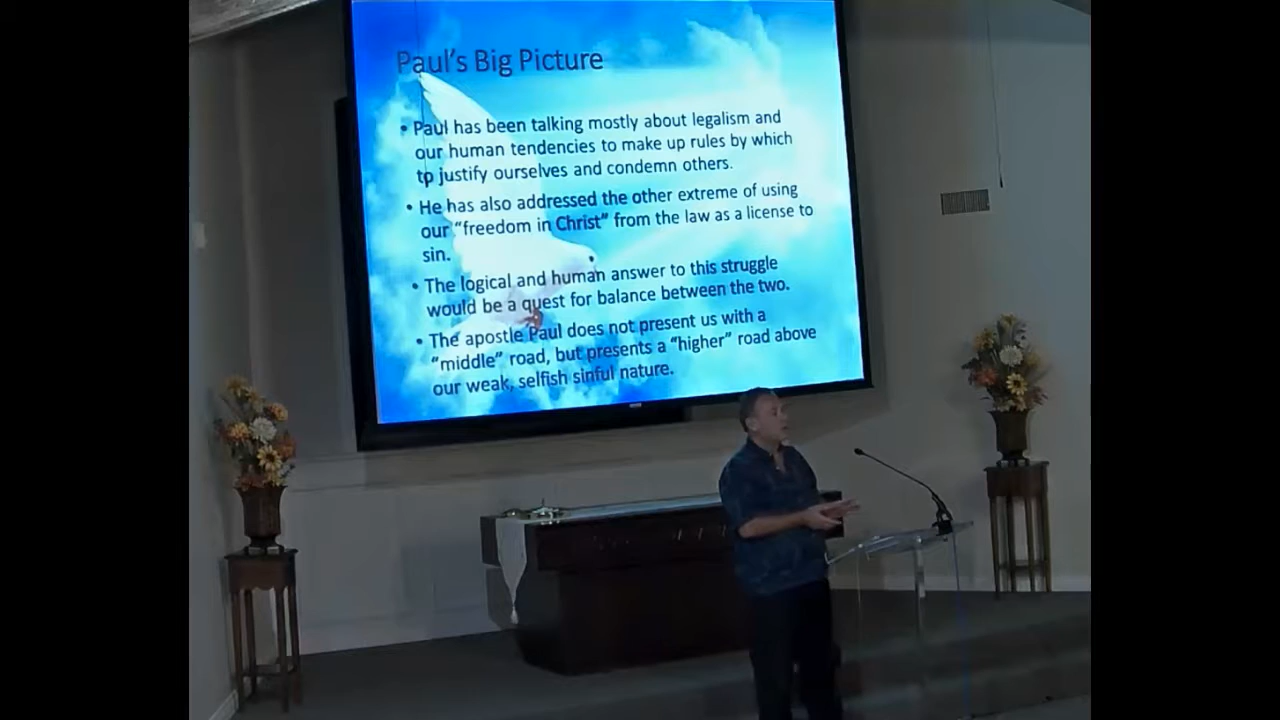 Paul's Big Picture
• Paul has been talking mostly about legalism and
our human tendencies to make up rules by which
to justify ourselves and condemn others.
• He has also addressed the other extreme of using
our "freedom in Christ" from the law as a license to
sin.
• The logical and human answer to this struggle
would be a quest for balance between the two.
• The apostle Paul does not present us with a
"middle" road, but presents a "higher" road above
our weak, selfish sinful nature.